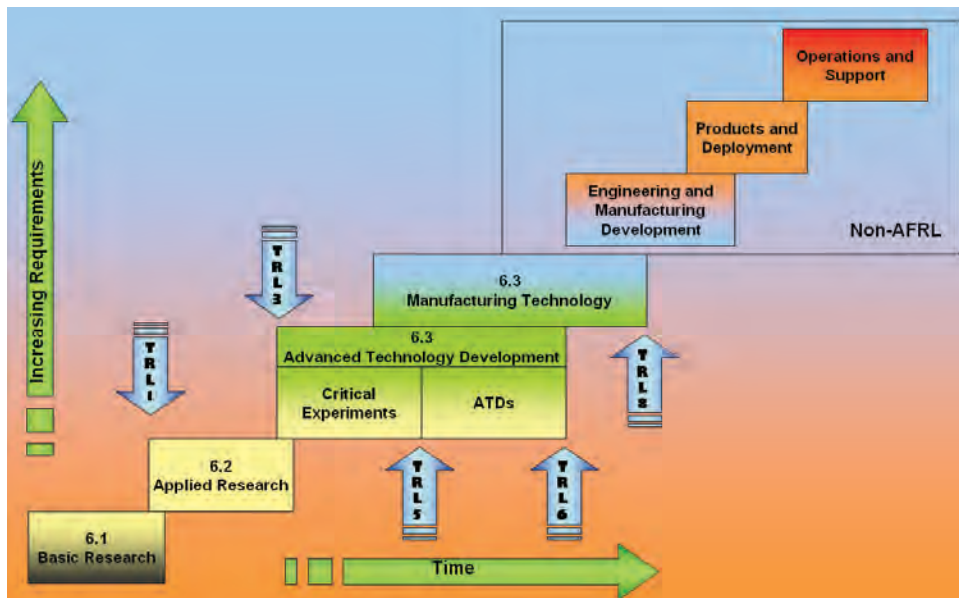 Operations and
Support
Products and
Deployment
Engineering and
Manufacturing
Development
Non-AFRL
Increasing Requirements
TRL3
6.3
Manufacturing Technology
TRL1
6.3
Advanced Technology Development
Critical
Experiments
ATDs
TRL8
6.2
Applied Research
TRL5
TRL6
6.1
Basic Research
Time